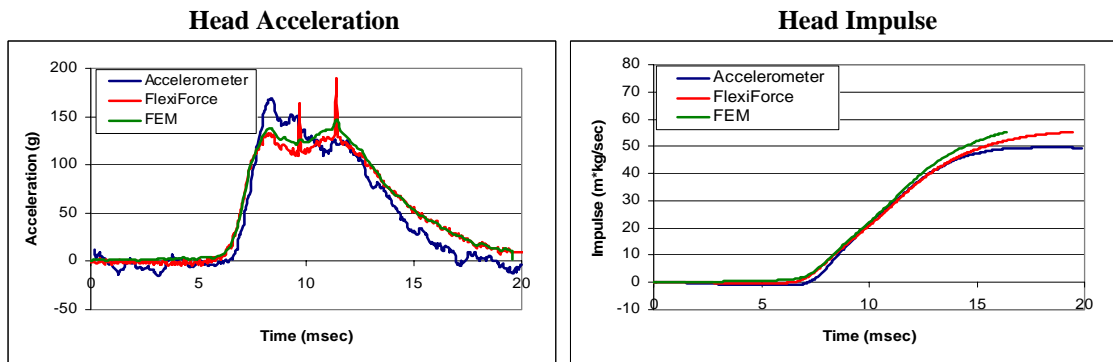 Head Acceleration
200
150
100
50
0
-50
Acceleration (g)
Accelerometer
FlexiForce
FEM
0 5 10 15 20
Time (msec)
Head Impulse
80
70
60
50
40
30
20
10
0
-10
Impulse (m*kg/sec)
Accelerometer
FlexiForce
FEM
0 5 10 15 20
Time (msec)